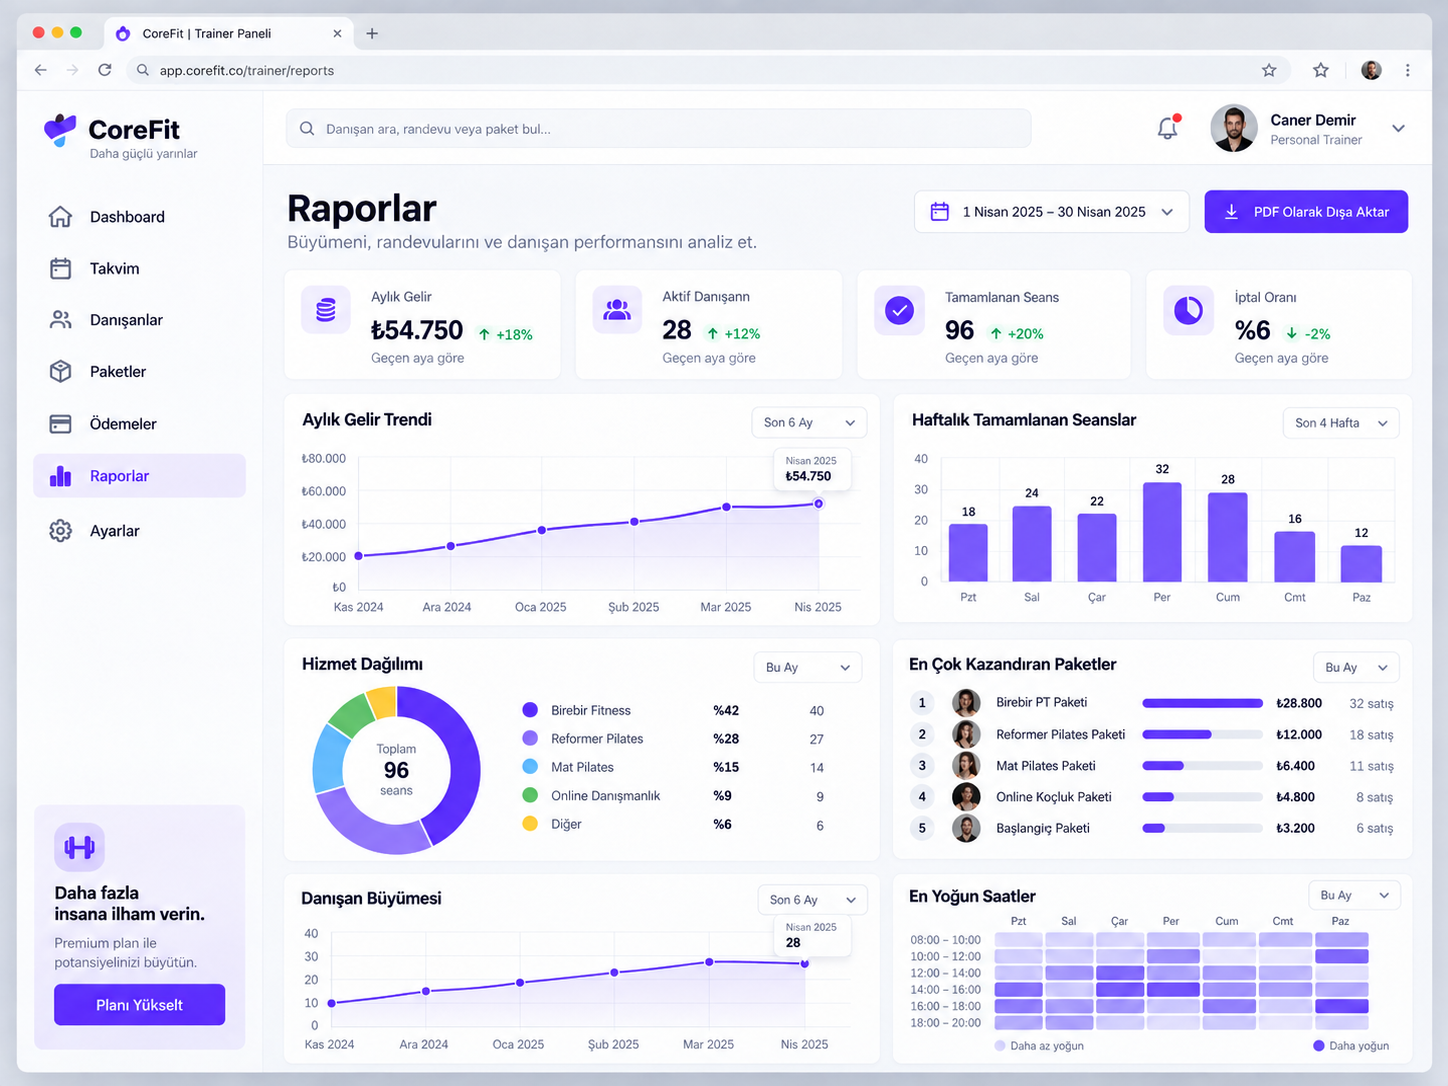 CoreFit | Trainer Paneli
app.corefit.co/trainer/reports
CoreFit
Daha güçlü yarınlar
Danışan ara, randevu veya paket bul...
Caner Demir
Personal Trainer
Dashboard
Takvim
Danışanlar
Paketler
Ödemeler
Raporlar
Ayarlar
Daha fazla
insana ilham verin.
Premium plan ile
potansiyelinizi büyütün.
Planı Yükselt
Raporlar
Büyümeni, randevularını ve danışan performansını analiz et.
1 Nisan 2025 – 30 Nisan 2025
PDF Olarak Dışa Aktar
Aylık Gelir
₺54.750 +18%
Geçen aya göre
Aktif Danışann
28 +12%
Geçen aya göre
Tamamlanan Seans
96 +20%
Geçen aya göre
İptal Oranı
%6 -2%
Geçen aya göre
Aylık Gelir Trendi
Son 6 Ay
Nisan 2025
₺54.750
₺80.000
₺60.000
₺40.000
₺20.000
₺0
Kas 2024 Ara 2024 Oca 2025 Şub 2025 Mar 2025 Nis 2025
Haftalık Tamamlanan Seanslar
Son 4 Hafta
40
30
20
10
0
18 24 22 32 28 16 12
Pzt Sal Çar Per Cum Cmt Paz
Hizmet Dağılımı
Bu Ay
Toplam
96
seans
Birebir Fitness %42 40
Reformer Pilates %28 27
Mat Pilates %15 14
Online Danışmanlık %9 9
Diğer %6 6
En Çok Kazandıran Paketler
Bu Ay
1 Birebir PT Paketi ₺28.800 32 satış
2 Reformer Pilates Paketi ₺12.000 18 satış
3 Mat Pilates Paketi ₺6.400 11 satış
4 Online Koçluk Paketi ₺4.800 8 satış
5 Başlangıç Paketi ₺3.200 6 satış
Danışan Büyümesi
Son 6 Ay
Nisan 2025
28
40
30
20
10
0
Kas 2024 Ara 2024 Oca 2025 Şub 2025 Mar 2025 Nis 2025
En Yoğun Saatler
Bu Ay
Pzt Sal Çar Per Cum Cmt Paz
08:00 – 10:00
10:00 – 12:00
12:00 – 14:00
14:00 – 16:00
16:00 – 18:00
18:00 – 20:00
Daha az yoğun
Daha yoğun